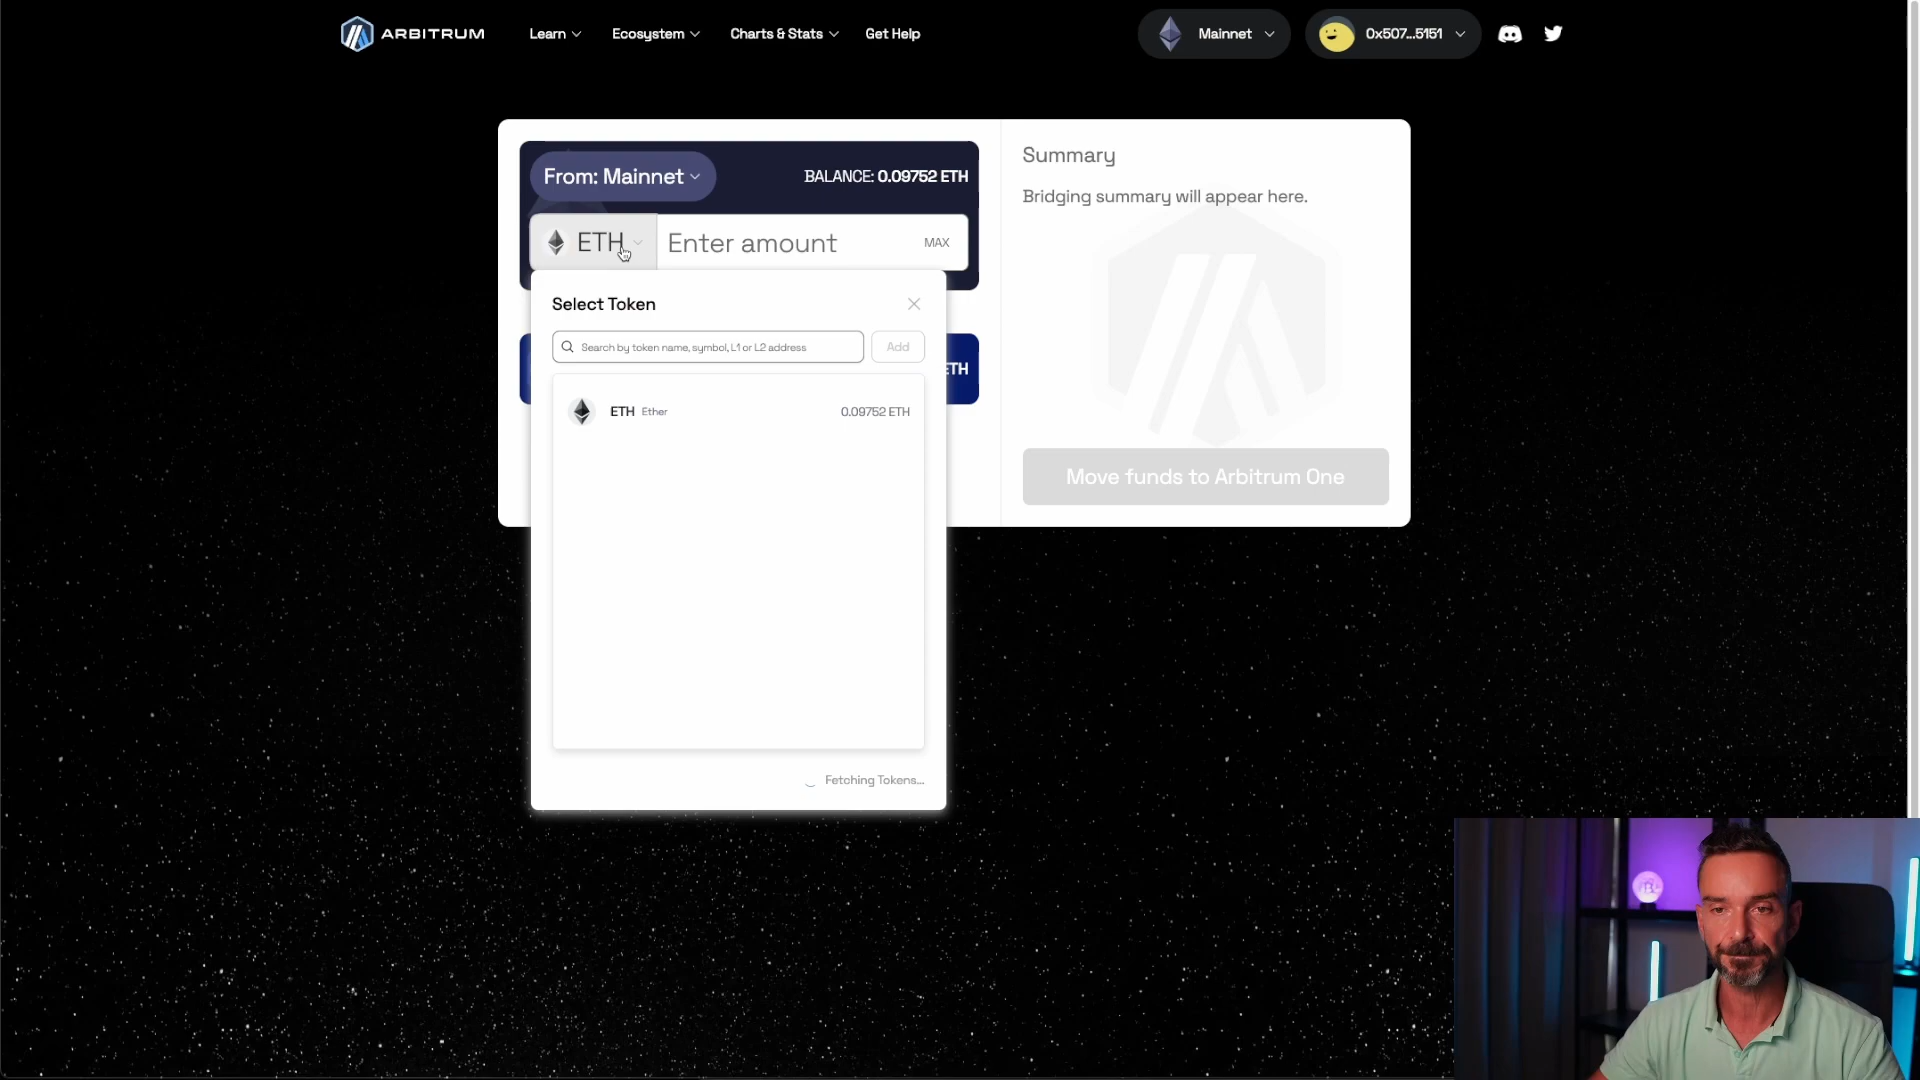 ARBITRUM
Learn
Ecosystem
Charts & Stats
Get Help
Mainnet
0x507...5151
From: Mainnet
BALANCE: 0.09752 ETH
ETH
Enter amount
MAX
Select Token
Search by token name, symbol, L1 or L2 address
Add
ETH Ether
0.09752 ETH
Fetching Tokens...
ETH
Summary
Bridging summary will appear here.
Move funds to Arbitrum One